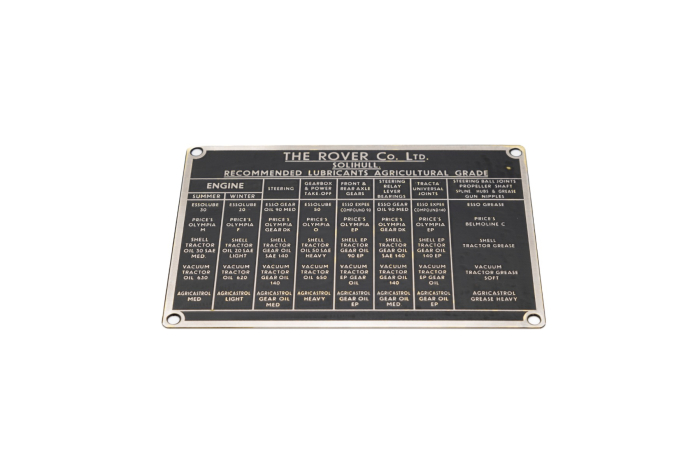 THE ROVER Co. LTD.
SOLIHULL.
RECOMMENDED LUBRICANTS AGRICULTURAL GRADE
ENGINE
SUMMER WINTER
STEERING
GEARBOX
& POWER
TAKE-OFF
FRONT &
REAR AXLE
GEARS
STEERING
RELAY
LEVER
BEARINGS
TRACTA
UNIVERSAL
JOINTS
STEERING BALL JOINTS
PROPELLER SHAFT
SPLINE, HUBS & GREASE
GUN NIPPLES
ESSOLUBE
50
ESSOLUBE
30
ESSO GEAR
OIL 90 MED
ESSOLUBE
50
ESSO EXPEE
COMPOUND 90
ESSO GEAR
OIL 90 MED
ESSO EXPEE
COMPOUND 140
ESSO GREASE
PRICE'S
OLYMPIA
M
PRICE'S
OLYMPIA
F
PRICE'S
OLYMPIA
GEAR DK
PRICE'S
OLYMPIA
O
PRICE'S
OLYMPIA
EP
PRICE'S
OLYMPIA
GEAR DK
PRICE'S
OLYMPIA
EP
PRICE'S
BELMOLINE C
SHELL
TRACTOR
OIL 30 SAE
MED.
SHELL
TRACTOR
OIL 20 SAE
LIGHT
SHELL
TRACTOR
GEAR OIL
SAE 140
SHELL
TRACTOR
OIL 50 SAE
HEAVY
SHELL EP
TRACTOR
GEAR OIL
90 EP
SHELL
TRACTOR
GEAR OIL
SAE 140
SHELL EP
TRACTOR
GEAR OIL
140 EP
SHELL
TRACTOR GREASE
VACUUM
TRACTOR
OIL 630
VACUUM
TRACTOR
OIL 620
VACUUM
TRACTOR
GEAR OIL
140
VACUUM
TRACTOR
OIL 650
VACUUM
TRACTOR
EP GEAR
OIL
VACUUM
TRACTOR
GEAR OIL
140
VACUUM
TRACTOR
EP GEAR
OIL
VACUUM
TRACTOR GREASE
SOFT
AGRICASTROL
MED
AGRICASTROL
LIGHT
AGRICASTROL
GEAR OIL
MED
AGRICASTROL
HEAVY
AGRICASTROL
GEAR OIL
EP
AGRICASTROL
GEAR OIL
MED
AGRICASTROL
GEAR OIL
EP
AGRICASTROL
GREASE HEAVY